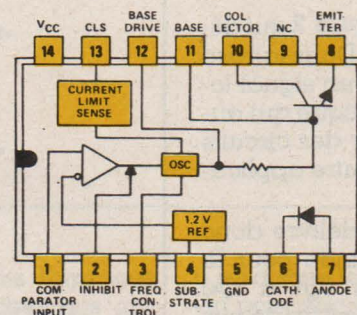 VCC CLS BASE DRIVE BASE COL LECTOR NC EMIT- TER
14 13 12 11 10 9 8
CURRENT
LIMIT
SENSE
OSC
1.2 V
REF
1 2 3 4 5 6 7
COM PARATOR INPUT INHIBIT FREQ. CON- TROL SUB- STRATE GND CATH- ODE ANODE